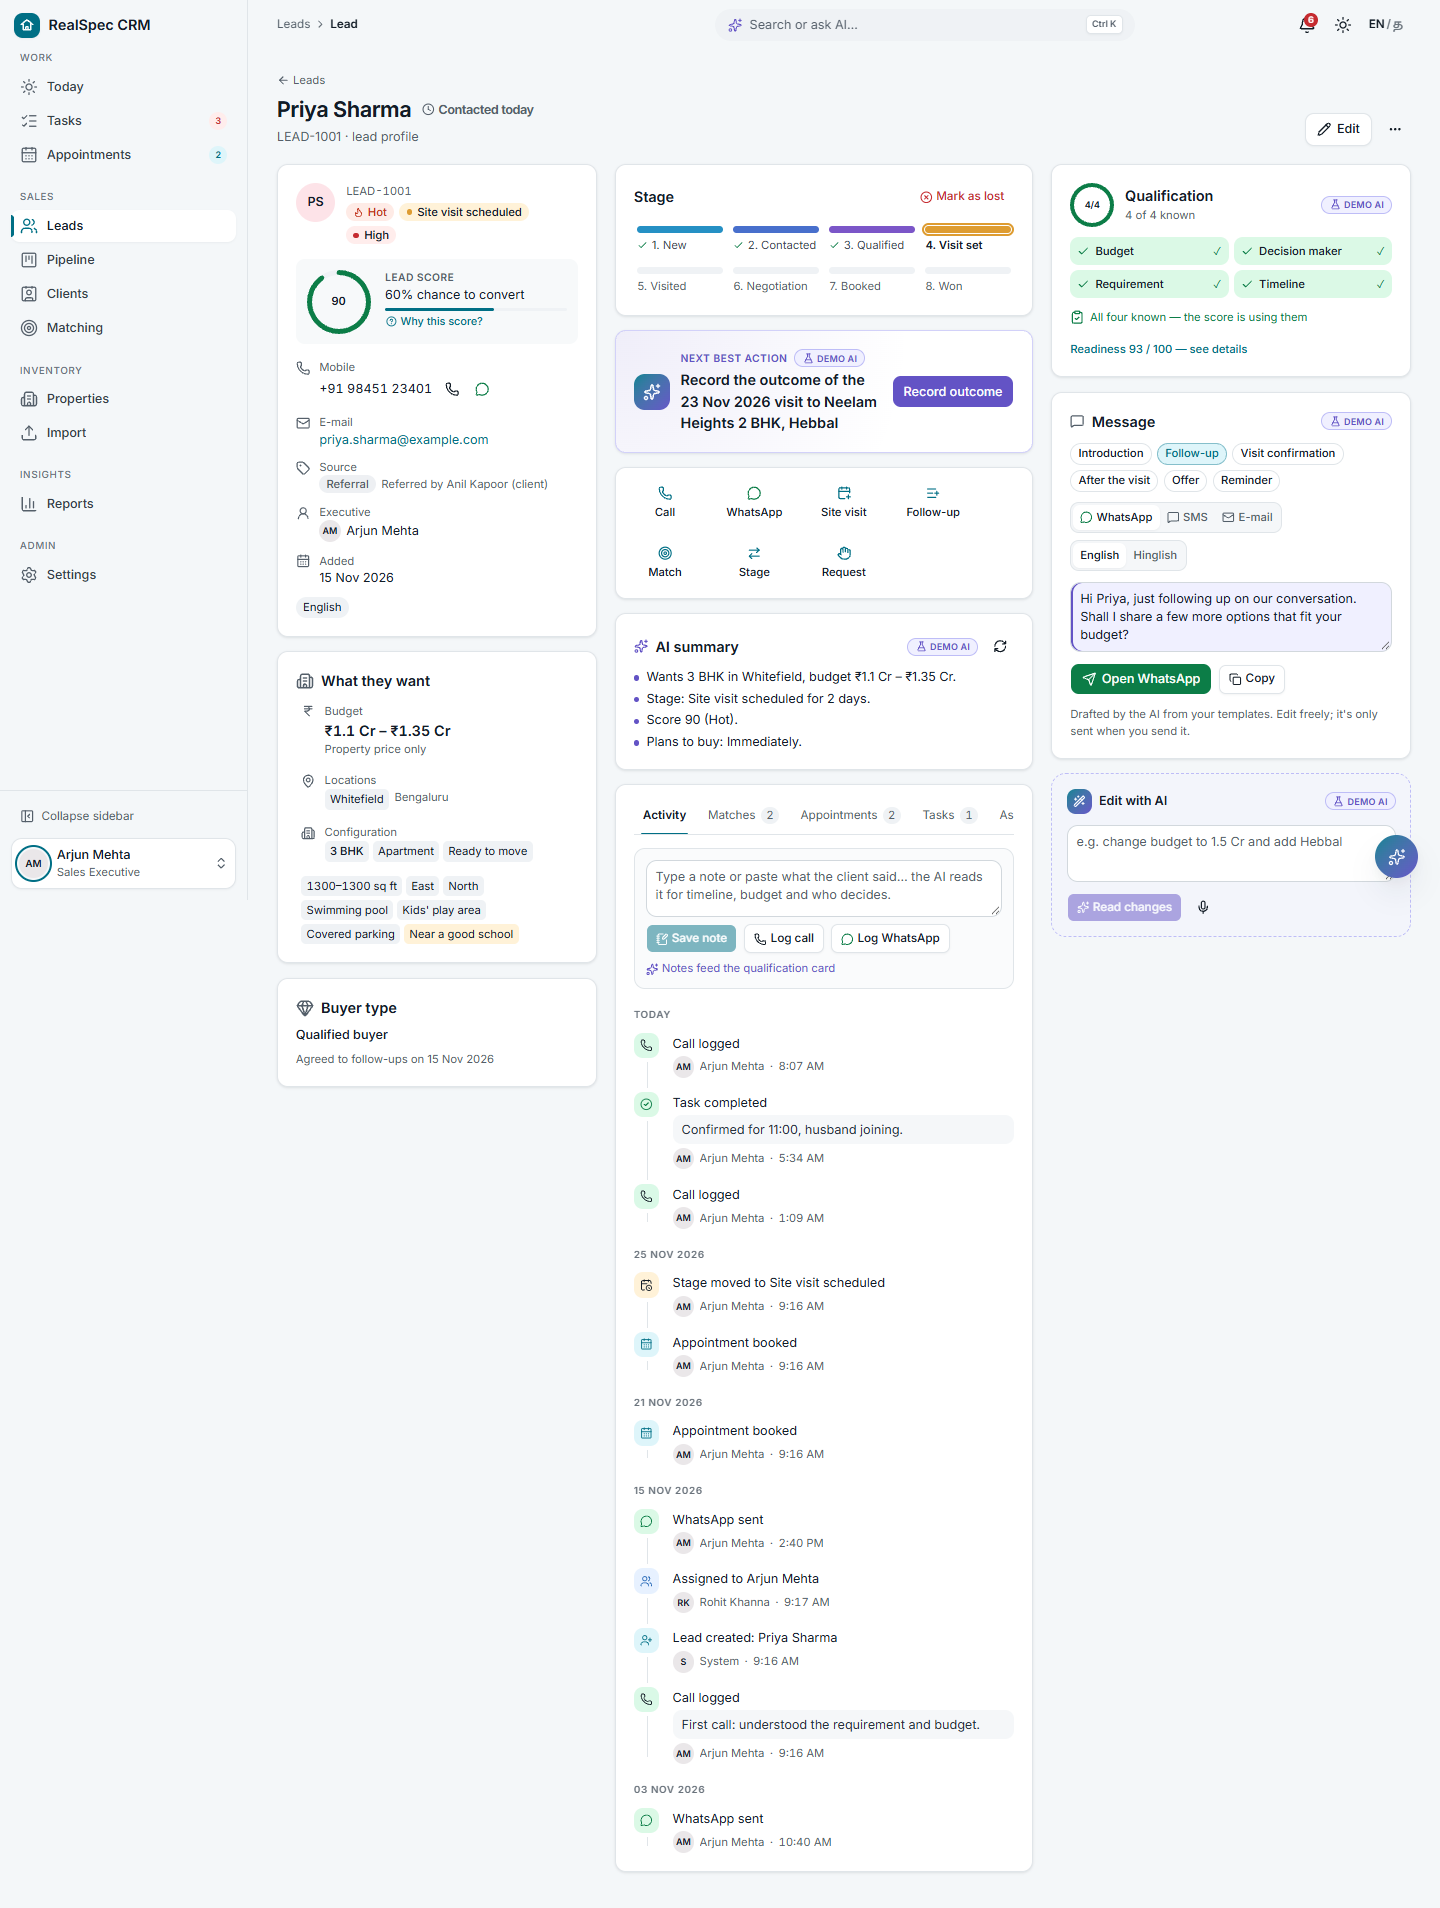 RealSpec CRM
WORK
Today
Tasks 3
Appointments 2
SALES
Leads
Pipeline
Clients
Matching
INVENTORY
Properties
Import
INSIGHTS
Reports
ADMIN
Settings
Collapse sidebar
AM
Arjun Mehta
Sales Executive
Leads > Lead
Search or ask AI... Ctrl K
6
EN / த
← Leads
Priya Sharma Contacted today
LEAD-1001 · lead profile
Edit
PS
LEAD-1001
Hot Site visit scheduled
High
90
LEAD SCORE
60% chance to convert
Why this score?
Mobile
+91 98451 23401
E-mail
priya.sharma@example.com
Source
Referral Referred by Anil Kapoor (client)
Executive
AM Arjun Mehta
Added
15 Nov 2026
English
What they want
₹ Budget
₹1.1 Cr – ₹1.35 Cr
Property price only
Locations
Whitefield Bengaluru
Configuration
3 BHK Apartment Ready to move
1300–1300 sq ft East North
Swimming pool Kids' play area
Covered parking Near a good school
Buyer type
Qualified buyer
Agreed to follow-ups on 15 Nov 2026
Stage
Mark as lost
✓ 1. New ✓ 2. Contacted ✓ 3. Qualified 4. Visit set
5. Visited 6. Negotiation 7. Booked 8. Won
NEXT BEST ACTION DEMO AI
Record the outcome of the
23 Nov 2026 visit to Neelam
Heights 2 BHK, Hebbal
Record outcome
Call WhatsApp Site visit Follow-up
Match Stage Request
AI summary DEMO AI
Wants 3 BHK in Whitefield, budget ₹1.1 Cr – ₹1.35 Cr.
Stage: Site visit scheduled for 2 days.
Score 90 (Hot).
Plans to buy: Immediately.
Activity Matches 2 Appointments 2 Tasks 1 As
Type a note or paste what the client said... the AI reads
it for timeline, budget and who decides.
Save note Log call Log WhatsApp
Notes feed the qualification card
TODAY
Call logged
AM Arjun Mehta · 8:07 AM
Task completed
Confirmed for 11:00, husband joining.
AM Arjun Mehta · 5:34 AM
Call logged
AM Arjun Mehta · 1:09 AM
25 NOV 2026
Stage moved to Site visit scheduled
AM Arjun Mehta · 9:16 AM
Appointment booked
AM Arjun Mehta · 9:16 AM
21 NOV 2026
Appointment booked
AM Arjun Mehta · 9:16 AM
15 NOV 2026
WhatsApp sent
AM Arjun Mehta · 2:40 PM
Assigned to Arjun Mehta
RK Rohit Khanna · 9:17 AM
Lead created: Priya Sharma
S System · 9:16 AM
Call logged
First call: understood the requirement and budget.
AM Arjun Mehta · 9:16 AM
03 NOV 2026
WhatsApp sent
AM Arjun Mehta · 10:40 AM
4/4
Qualification
4 of 4 known
DEMO AI
✓ Budget ✓ ✓ Decision maker ✓
✓ Requirement ✓ ✓ Timeline ✓
All four known — the score is using them
Readiness 93 / 100 — see details
Message DEMO AI
Introduction Follow-up Visit confirmation
After the visit Offer Reminder
WhatsApp SMS E-mail
English Hinglish
Hi Priya, just following up on our conversation.
Shall I share a few more options that fit your
budget?
Open WhatsApp Copy
Drafted by the AI from your templates. Edit freely; it's only
sent when you send it.
Edit with AI DEMO AI
e.g. change budget to 1.5 Cr and add Hebbal
Read changes